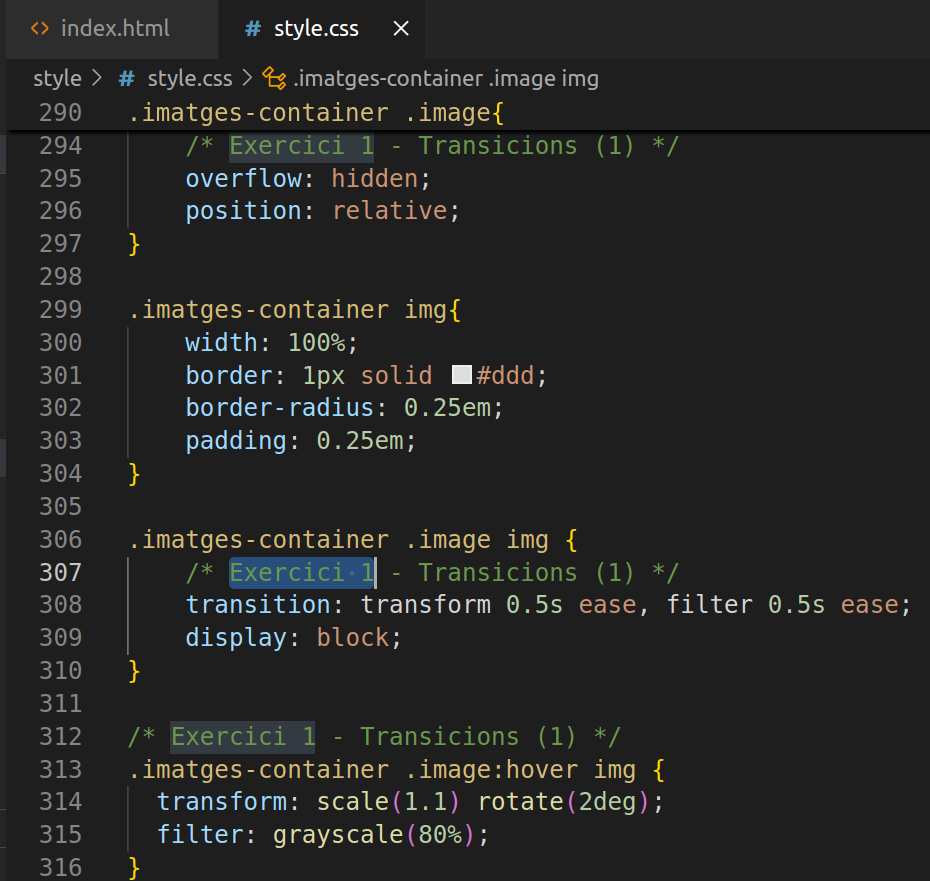 index.html # style.css ×
style > # style.css > .imatges-container .image img
290 .imatges-container .image{
294 /* Exercici 1 - Transicions (1) */
295 overflow: hidden;
296 position: relative;
297 }
298
299 .imatges-container img{
300 width: 100%;
301 border: 1px solid #ddd;
302 border-radius: 0.25em;
303 padding: 0.25em;
304 }
305
306 .imatges-container .image img {
307 /* Exercici 1 - Transicions (1) */
308 transition: transform 0.5s ease, filter 0.5s ease;
309 display: block;
310 }
311
312 /* Exercici 1 - Transicions (1) */
313 .imatges-container .image:hover img {
314 transform: scale(1.1) rotate(2deg);
315 filter: grayscale(80%);
316 }